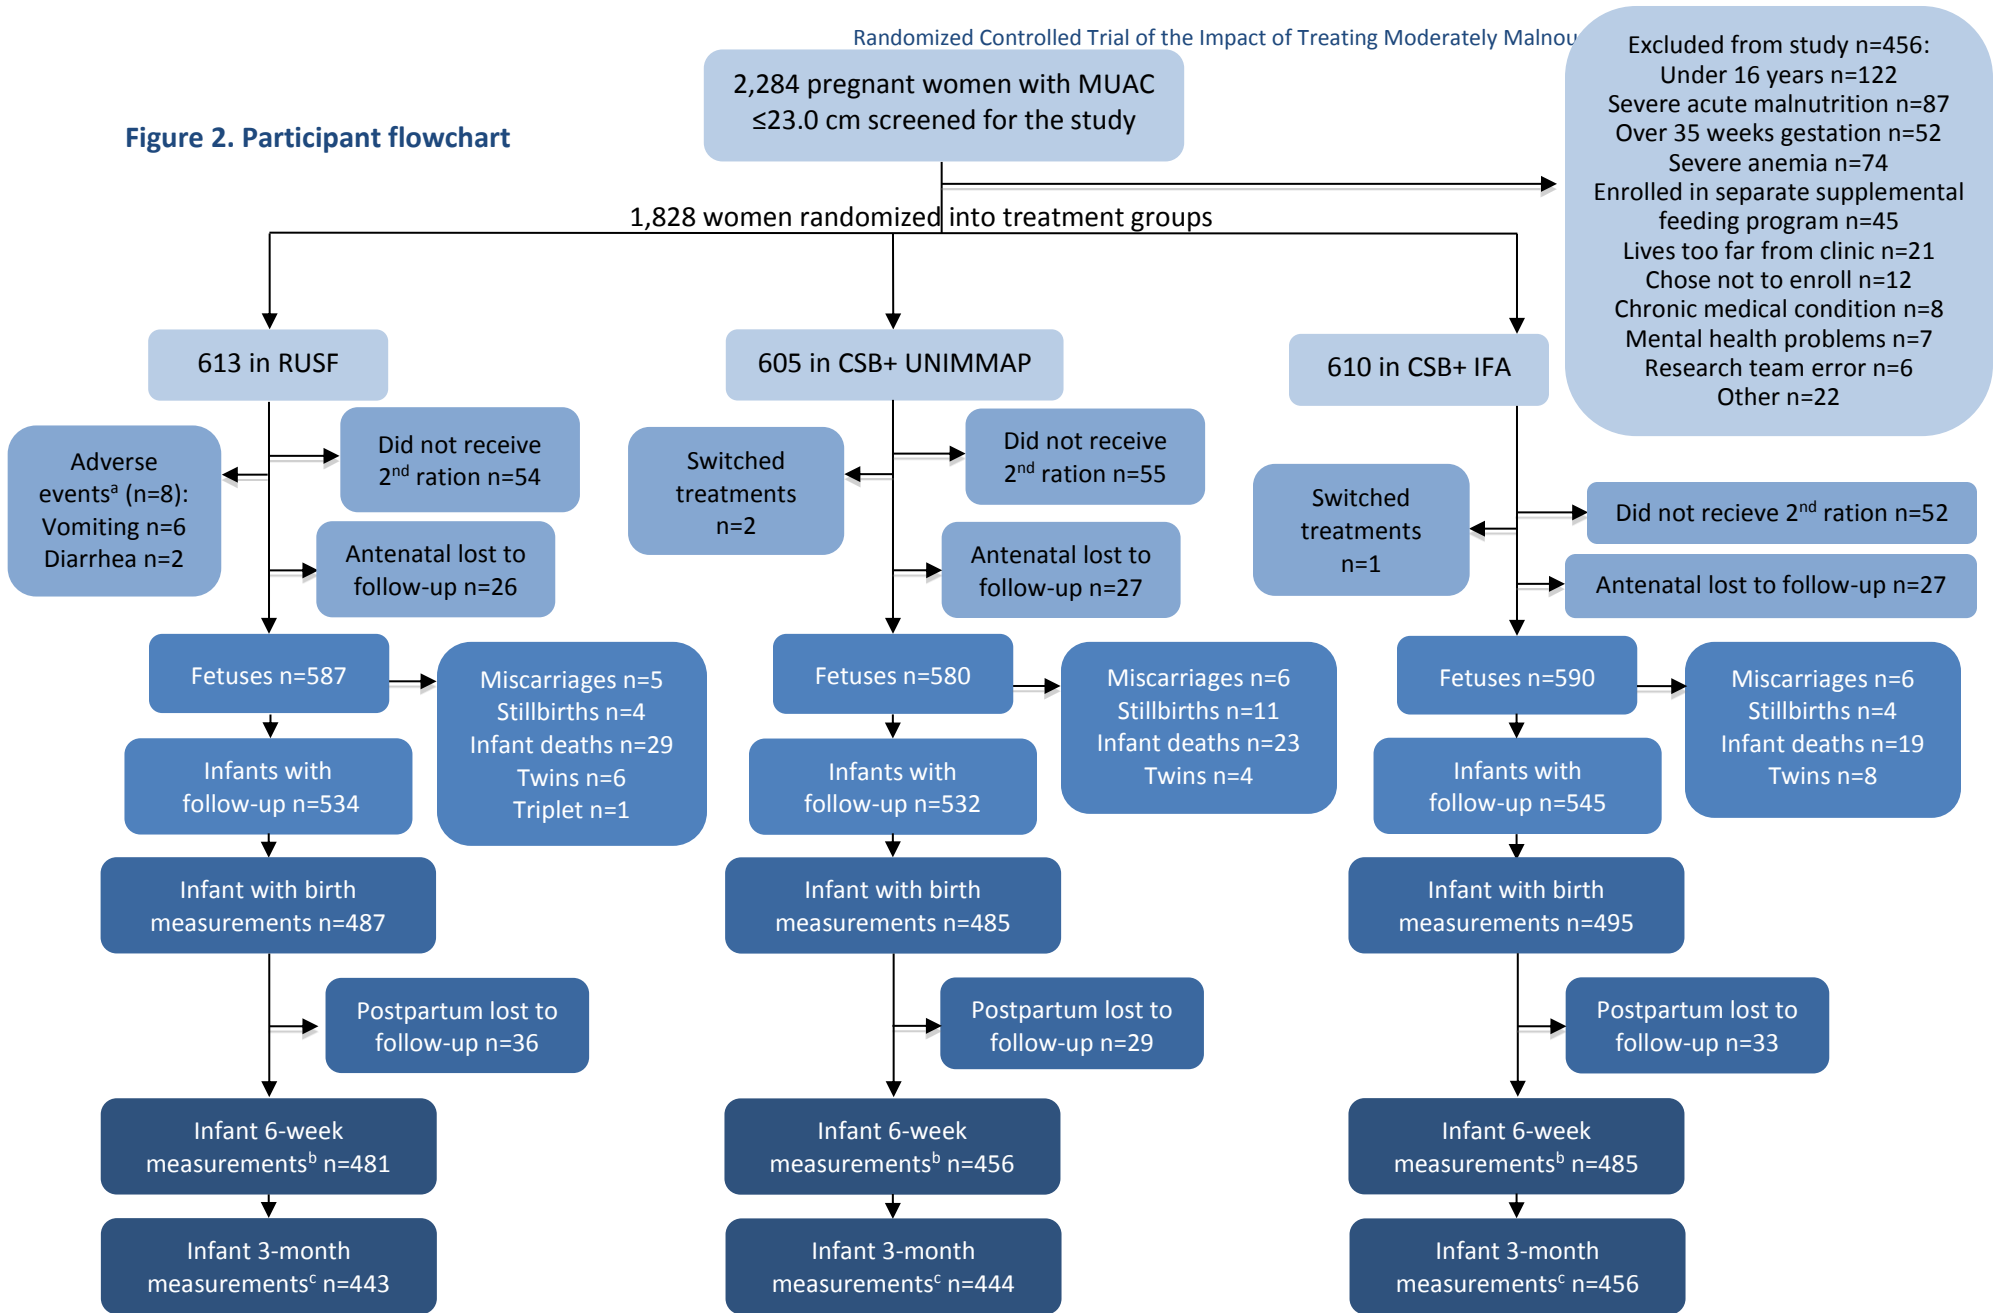 Randomized Controlled Trial of the Impact of Treating Moderately Malnou
Figure 2. Participant flowchart
2,284 pregnant women with MUAC
≤23.0 cm screened for the study
Excluded from study n=456:
Under 16 years n=122
Severe acute malnutrition n=87
Over 35 weeks gestation n=52
Severe anemia n=74
Enrolled in separate supplemental
feeding program n=45
Lives too far from clinic n=21
Chose not to enroll n=12
Chronic medical condition n=8
Mental health problems n=7
Research team error n=6
Other n=22
1,828 women randomized into treatment groups
613 in RUSF
605 in CSB+ UNIMMAP
610 in CSB+ IFA
Adverse
eventsᵃ (n=8):
Vomiting n=6
Diarrhea n=2
Did not receive
2ⁿᵈ ration n=54
Antenatal lost to
follow-up n=26
Switched
treatments
n=2
Did not receive
2ⁿᵈ ration n=55
Antenatal lost to
follow-up n=27
Switched
treatments
n=1
Did not recieve 2ⁿᵈ ration n=52
Antenatal lost to follow-up n=27
Fetuses n=587
Miscarriages n=5
Stillbirths n=4
Infant deaths n=29
Twins n=6
Triplet n=1
Fetuses n=580
Miscarriages n=6
Stillbirths n=11
Infant deaths n=23
Twins n=4
Fetuses n=590
Miscarriages n=6
Stillbirths n=4
Infant deaths n=19
Twins n=8
Infants with
follow-up n=534
Infants with
follow-up n=532
Infants with
follow-up n=545
Infant with birth
measurements n=487
Infant with birth
measurements n=485
Infant with birth
measurements n=495
Postpartum lost to
follow-up n=36
Postpartum lost to
follow-up n=29
Postpartum lost to
follow-up n=33
Infant 6-week
measurementsᵇ n=481
Infant 6-week
measurementsᵇ n=456
Infant 6-week
measurementsᵇ n=485
Infant 3-month
measurementsᶜ n=443
Infant 3-month
measurementsᶜ n=444
Infant 3-month
measurementsᶜ n=456